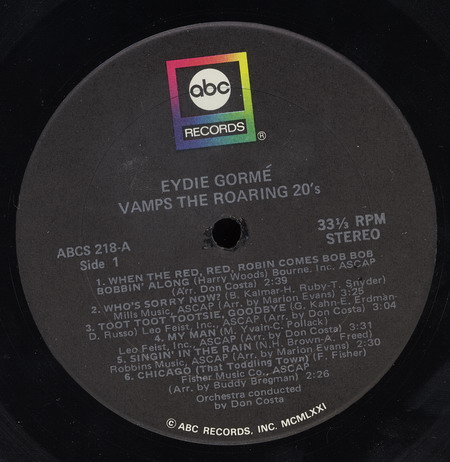 abc
RECORDS
®
EYDIE GORMÉ
VAMPS THE ROARING 20's
ABCS 218-A
Side 1
33⅓ RPM
STEREO
1. WHEN THE RED, RED, ROBIN COMES BOB BOB
BOBBIN' ALONG (Harry Woods) Bourne, Inc. ASCAP
(Arr. by Don Costa) 2:39
2. WHO'S SORRY NOW? (B. Kalmar-H. Ruby-T. Snyder)
Mills Music, ASCAP (Arr. by Marion Evans) 3:25
3. TOOT TOOT TOOTSIE, GOODBYE (G. Kahn-E. Erdman-
D. Russo) Leo Feist, Inc., ASCAP (Arr. by Don Costa) 3:04
4. MY MAN (M. Yvain-C. Pollack)
Leo Feist, Inc., ASCAP (Arr. by Don Costa) 3:31
5. SINGIN' IN THE RAIN (N.H. Brown-A. Freed)
Robbins Music, ASCAP (Arr. by Marion Evans) 2:30
6. CHICAGO (That Toddling Town) (F. Fisher)
Fisher Music Co., ASCAP
(Arr. by Buddy Bregman) 2:26
Orchestra conducted
by Don Costa
© ABC RECORDS, INC. MCMLXXI